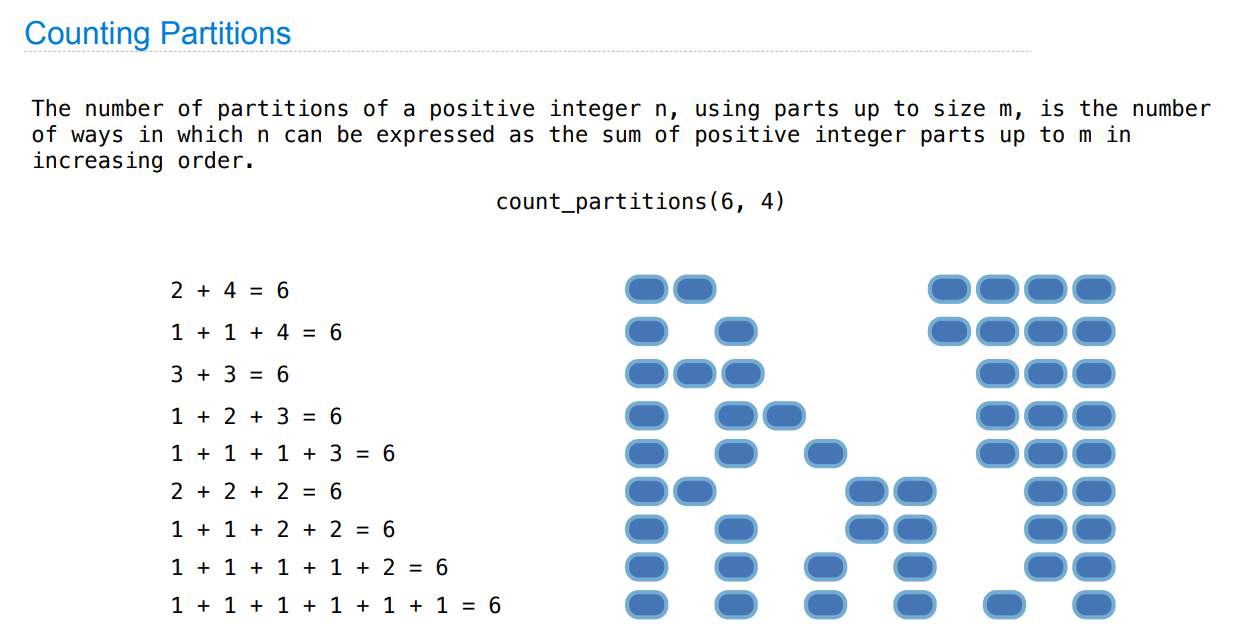 Counting Partitions
The number of partitions of a positive integer n, using parts up to size m, is the number
of ways in which n can be expressed as the sum of positive integer parts up to m in
increasing order.
count_partitions(6, 4)
2 + 4 = 6
1 + 1 + 4 = 6
3 + 3 = 6
1 + 2 + 3 = 6
1 + 1 + 1 + 3 = 6
2 + 2 + 2 = 6
1 + 1 + 2 + 2 = 6
1 + 1 + 1 + 1 + 2 = 6
1 + 1 + 1 + 1 + 1 + 1 = 6